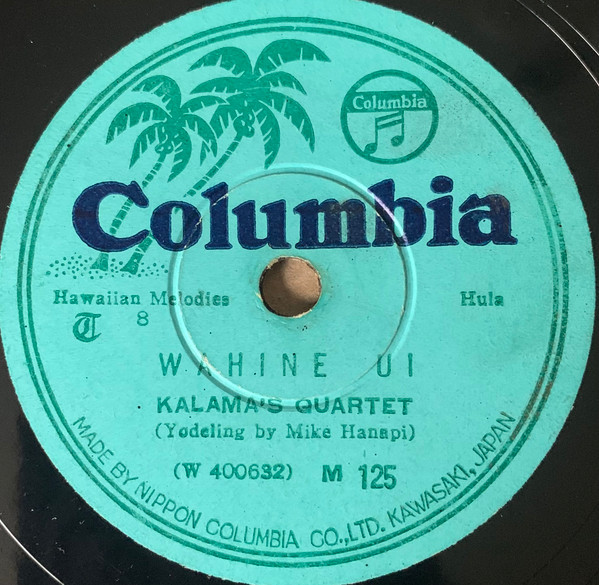 Columbia
Columbia
Hawaiian Melodies
Hula
T 8
WAHINE UI
KALAMA'S QUARTET
(Yodeling by Mike Hanapi)
(W 400632) M 125
MADE BY NIPPON COLUMBIA CO., LTD. KAWASAKI, JAPAN